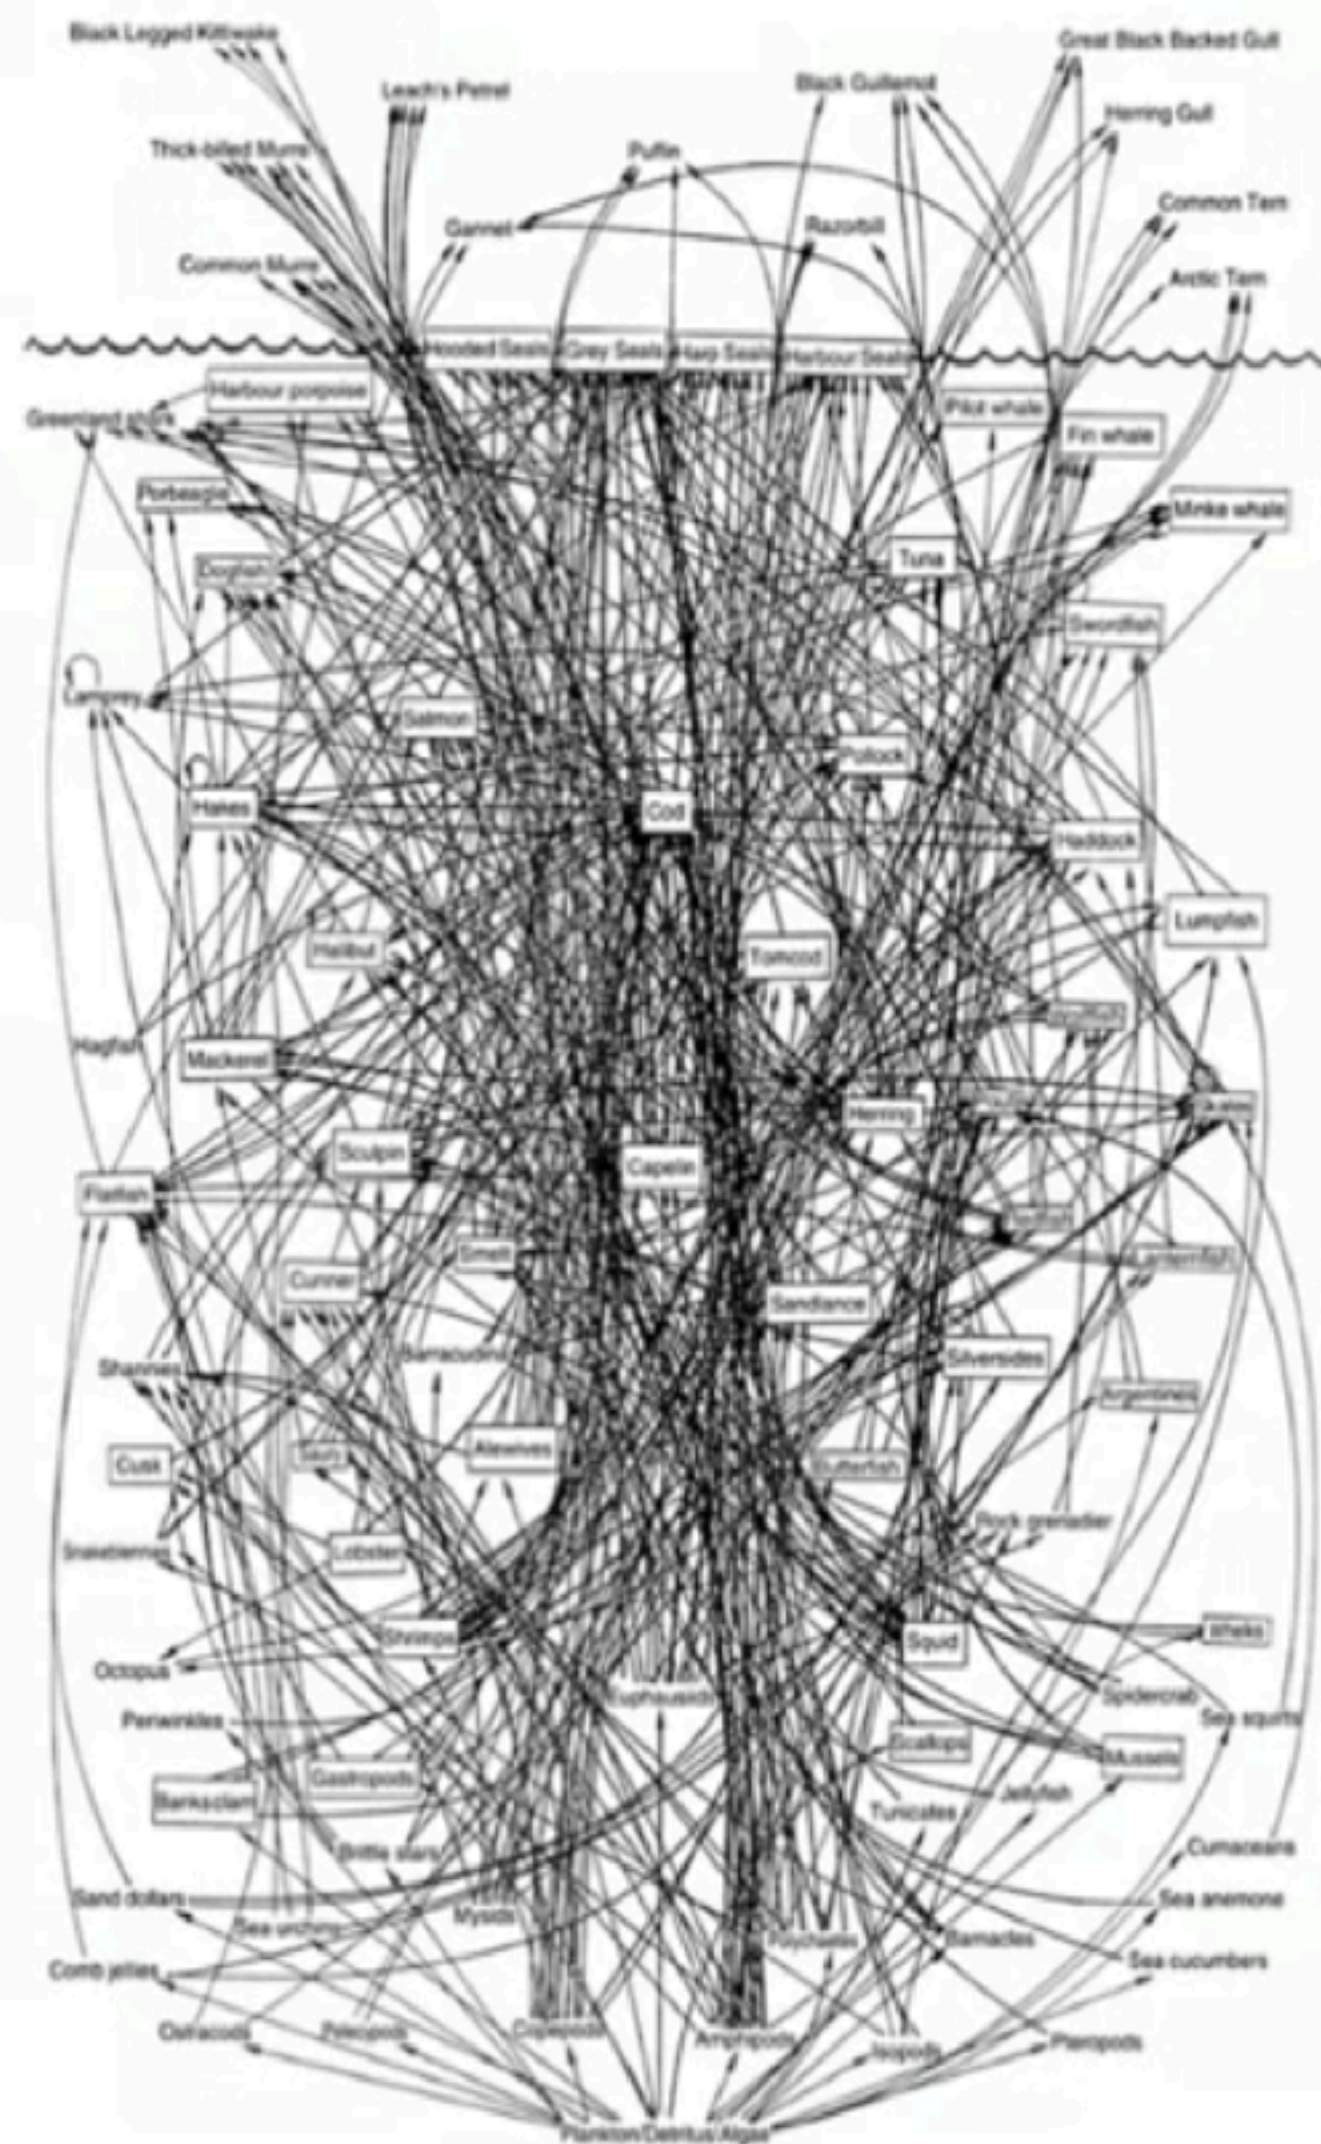 Black Legged Kittiwake
Great Black Backed Gull
Leach's Petrel
Black Guillemot
Herring Gull
Thick-billed Murre
Puffin
Common Tern
Gannet
Razorbill
Common Murre
Arctic Tern
Hooded Seals
Grey Seals
Harp Seals
Harbour Seals
Harbour porpoise
Pilot whale
Greenland shark
Fin whale
Porbeagle
Minke whale
Tuna
Dogfish
Swordfish
Lamprey
Salmon
Pollock
Hakes
Cod
Haddock
Lumpfish
Halibut
Tomcod
Hagfish
Mackerel
Skates
Herring
Sculpin
Capelin
Flatfish
Smelt
Lanternfish
Cunner
Sandlance
Barracudina
Silversides
Shannies
Argentines
Alewives
Cusk
Butterfish
Rock grenadier
Snakeblennies
Lobster
Shrimps
Squid
Whelks
Octopus
Euphausids
Spidercrab
Periwinkles
Sea squirts
Scallops
Mussels
Gastropods
Banksclam
Jellyfish
Tunicates
Brittle stars
Cumaceans
Sand dollars
Sea anemone
Mysids
Sea urchins
Polychaetes
Barnacles
Comb jellies
Sea cucumbers
Ostracods
Pelecypods
Copepods
Amphipods
Isopods
Pteropods
Plankton/Detritus/Algae